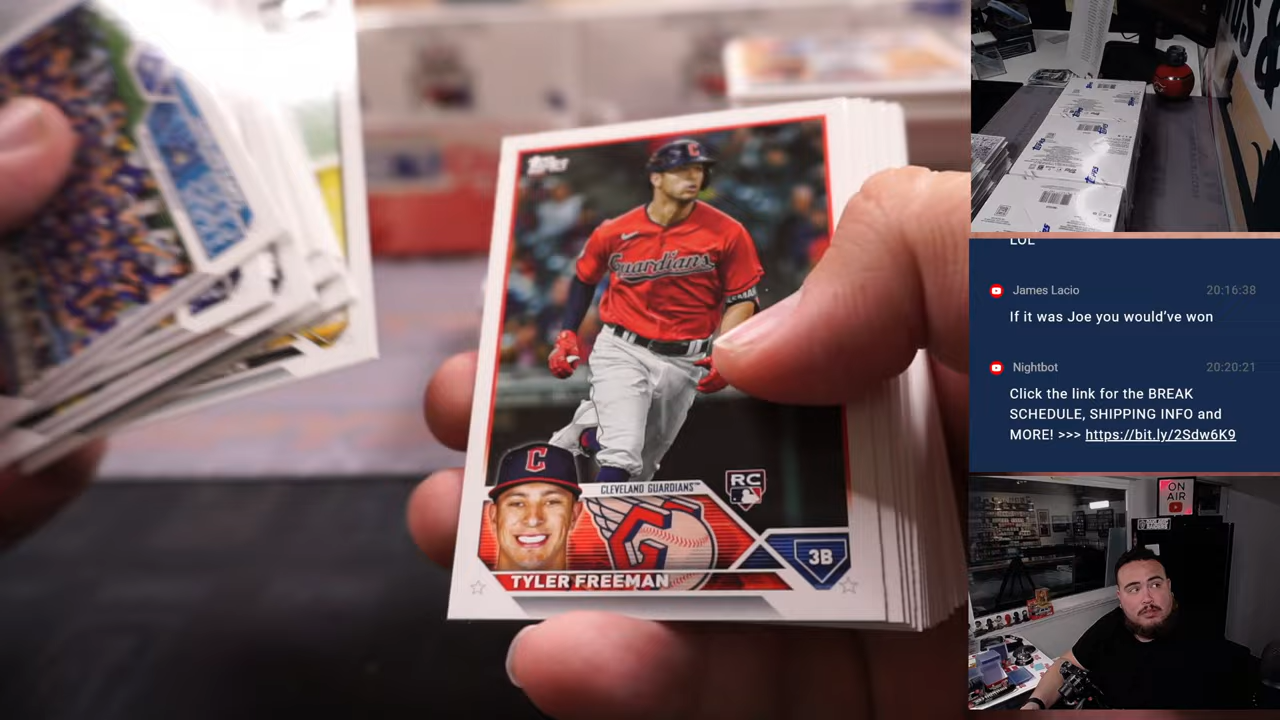 topps
Guardians
C
C
RC
CLEVELAND GUARDIANS™
3B
TYLER FREEMAN
LOL
James Lacio
20:16:38
If it was Joe you would've won
Nightbot
20:20:21
Click the link for the BREAK
SCHEDULE, SHIPPING INFO and
MORE! >>> https://bit.ly/2Sdw6K9
ON
AIR